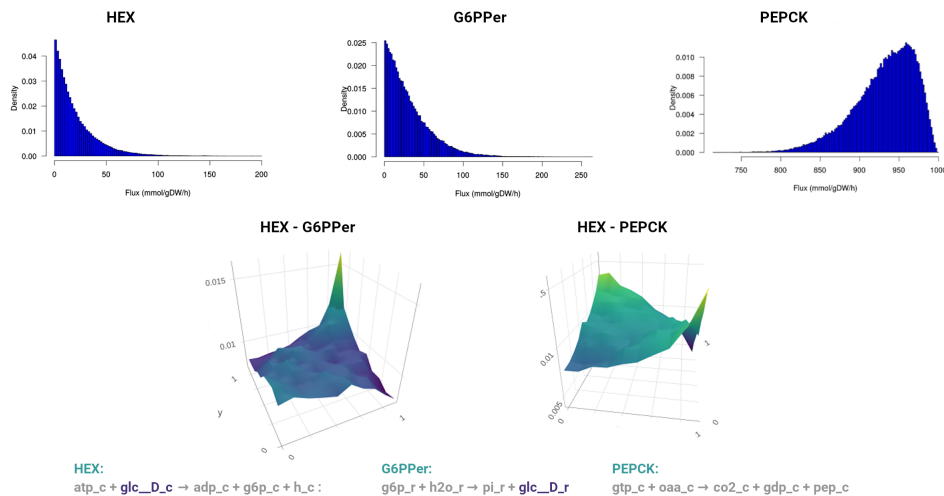 HEX
G6PPer
PEPCK
Density
0.00
0.01
0.02
0.03
0.04
0
50
100
150
200
Flux (mmol/gDW/h)
Density
0.000
0.005
0.010
0.015
0.020
0.025
0
50
100
150
200
250
Flux (mmol/gDW/h)
Density
0.000
0.002
0.004
0.006
0.008
0.010
750
800
850
900
950
1000
Flux (mmol/gDW/h)
HEX - G6PPer
HEX - PEPCK
0.015
0.01
1
y
0
0
1
.5
0.01
0.005
0
1
0
1
HEX:
atp_c + glc__D_c → adp_c + g6p_c + h_c :
G6PPer:
g6p_r + h2o_r → pi_r + glc__D_r
PEPCK:
gtp_c + oaa_c → co2_c + gdp_c + pep_c